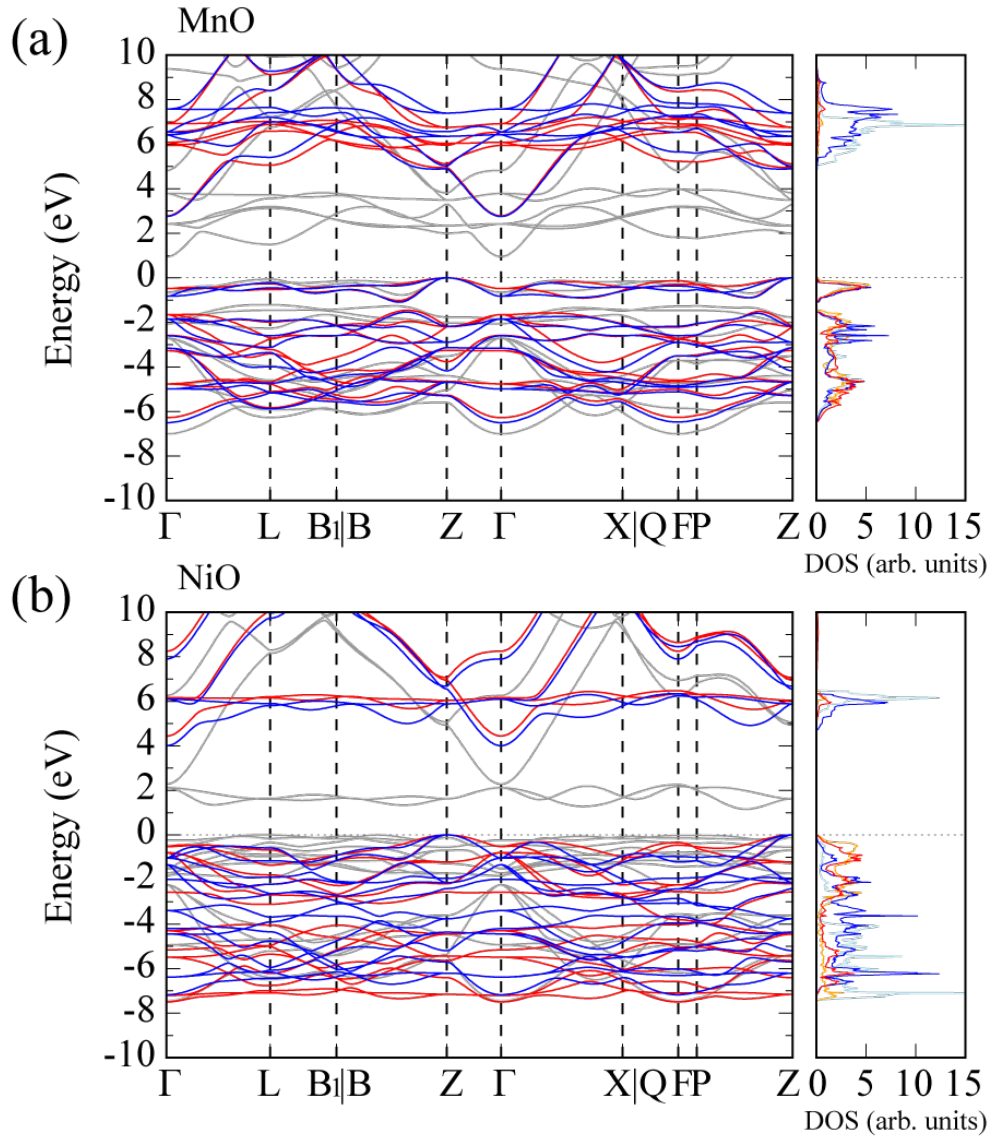 (a)
MnO
10
8
6
4
2
0
-2
-4
-6
-8
-10
Energy (eV)
Γ L B1|B Z Γ X|Q F P Z
0 5 10 15
DOS (arb. units)
(b)
NiO
10
8
6
4
2
0
-2
-4
-6
-8
-10
Energy (eV)
Γ L B1|B Z Γ X|Q F P Z
0 5 10 15
DOS (arb. units)